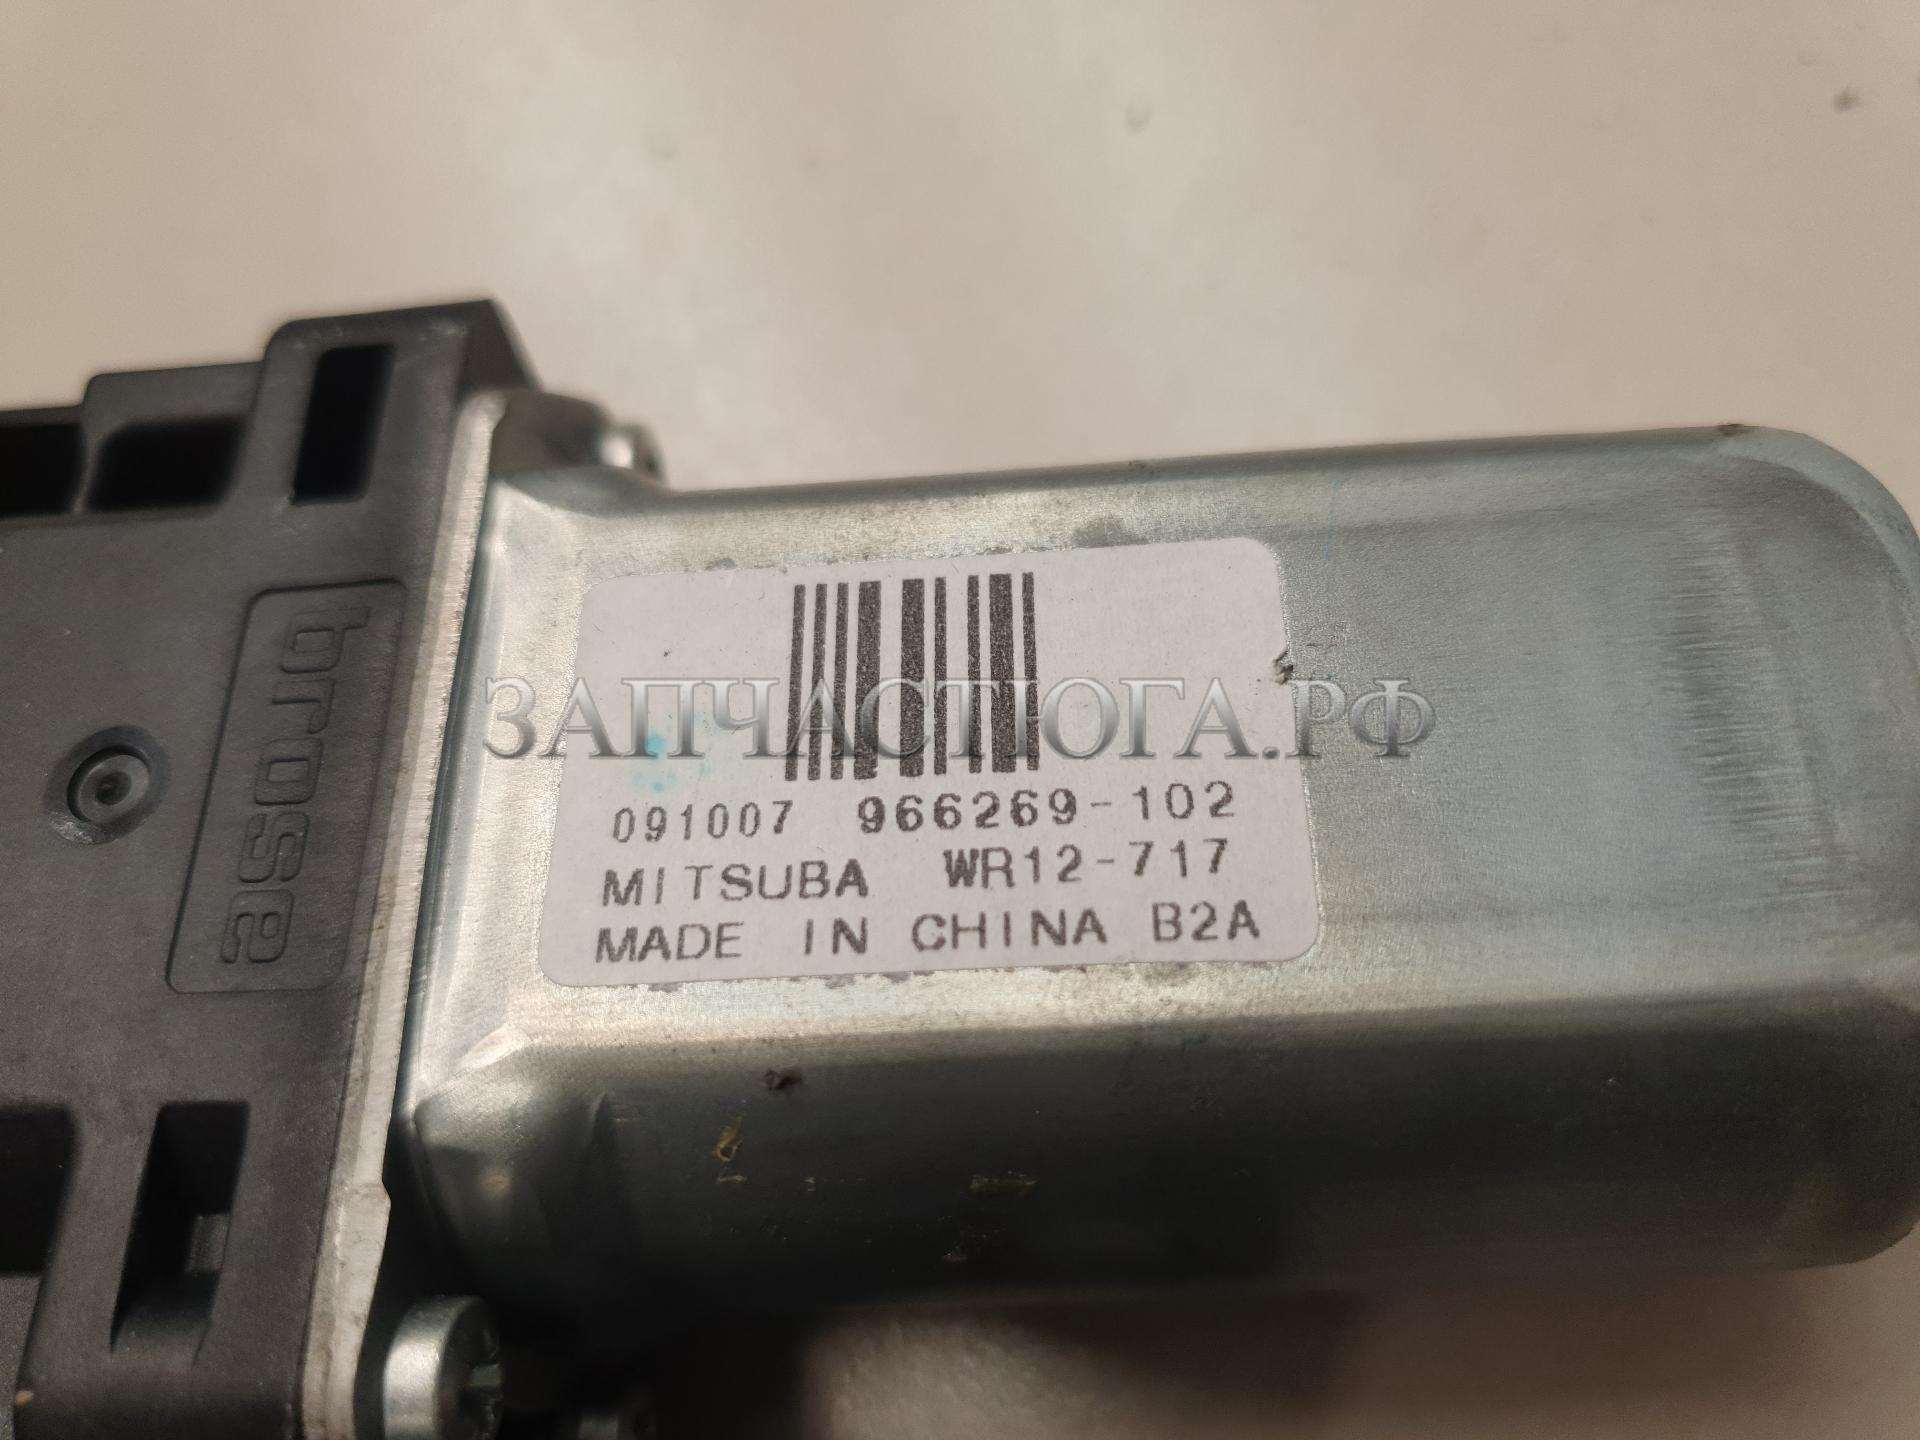 brose
ЗАПЧАСТЮГА.РФ
091007 966269-102
MITSUBA WR12-717
MADE IN CHINA B2A